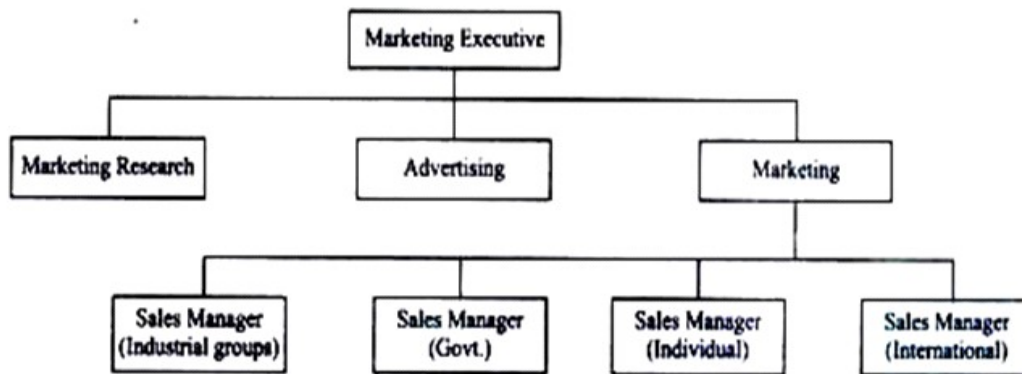 Marketing Executive
Marketing Research
Advertising
Marketing
Sales Manager
(Industrial groups)
Sales Manager
(Govt.)
Sales Manager
(Individual)
Sales Manager
(International)